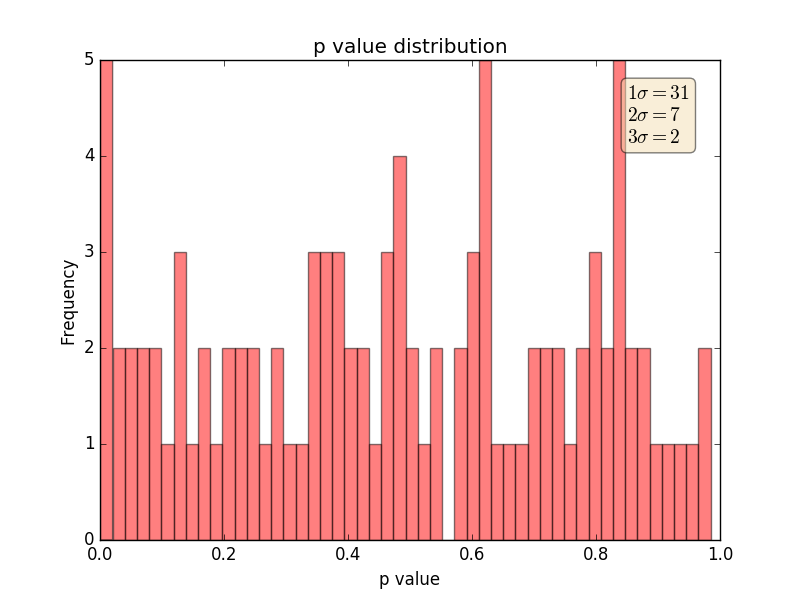 p value distribution
5
4
3
2
1
0
Frequency
1σ = 31
2σ = 7
3σ = 2
0.0 0.2 0.4 0.6 0.8 1.0
p value